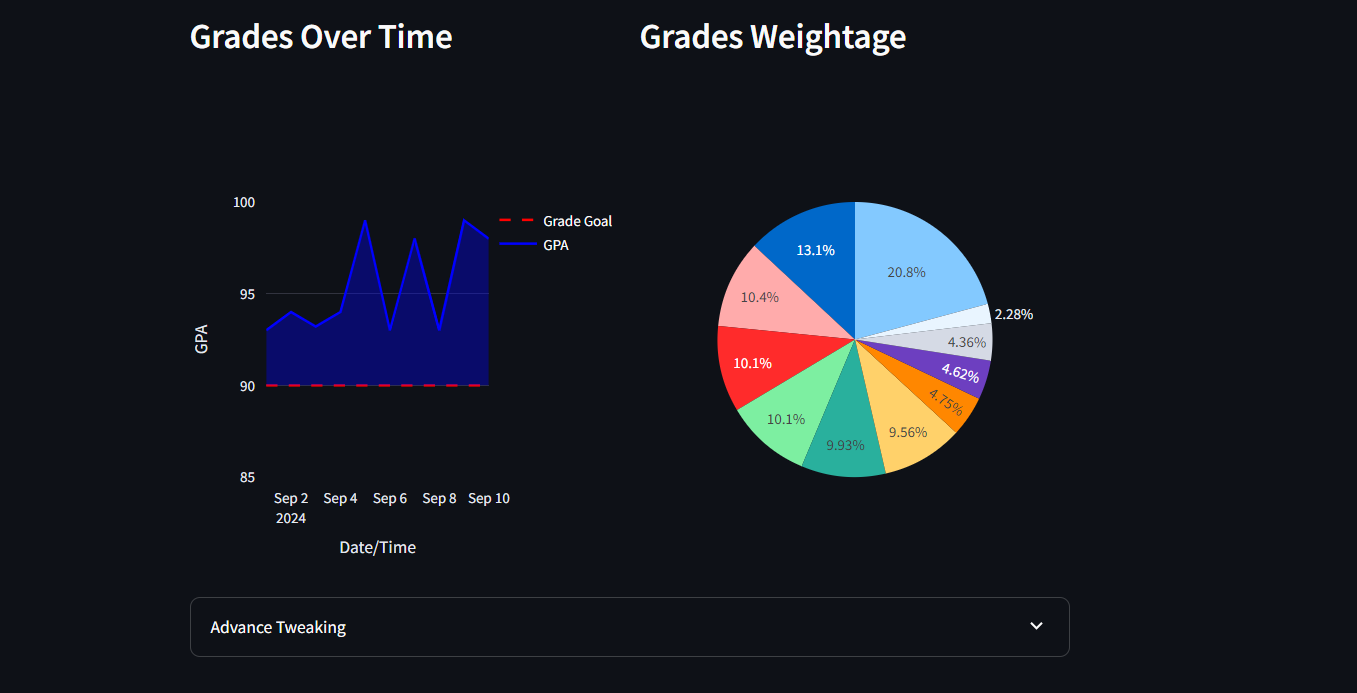 Grades Over Time
Grades Weightage
100
95
90
85
GPA
Sep 2
2024
Sep 4
Sep 6
Sep 8
Sep 10
Date/Time
Grade Goal
GPA
20.8%
2.28%
4.36%
4.62%
4.75%
9.56%
9.93%
10.1%
10.1%
10.4%
13.1%
Advance Tweaking